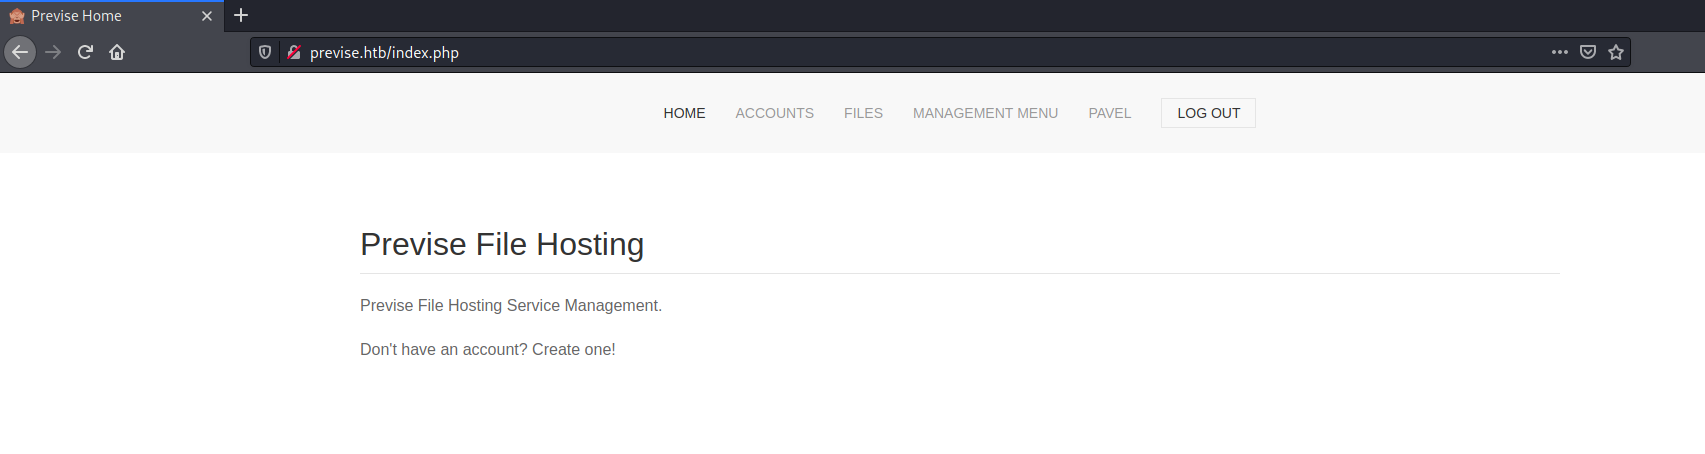 Previse Home
previse.htb/index.php
HOME ACCOUNTS FILES MANAGEMENT MENU PAVEL LOG OUT
Previse File Hosting
Previse File Hosting Service Management.
Don't have an account? Create one!